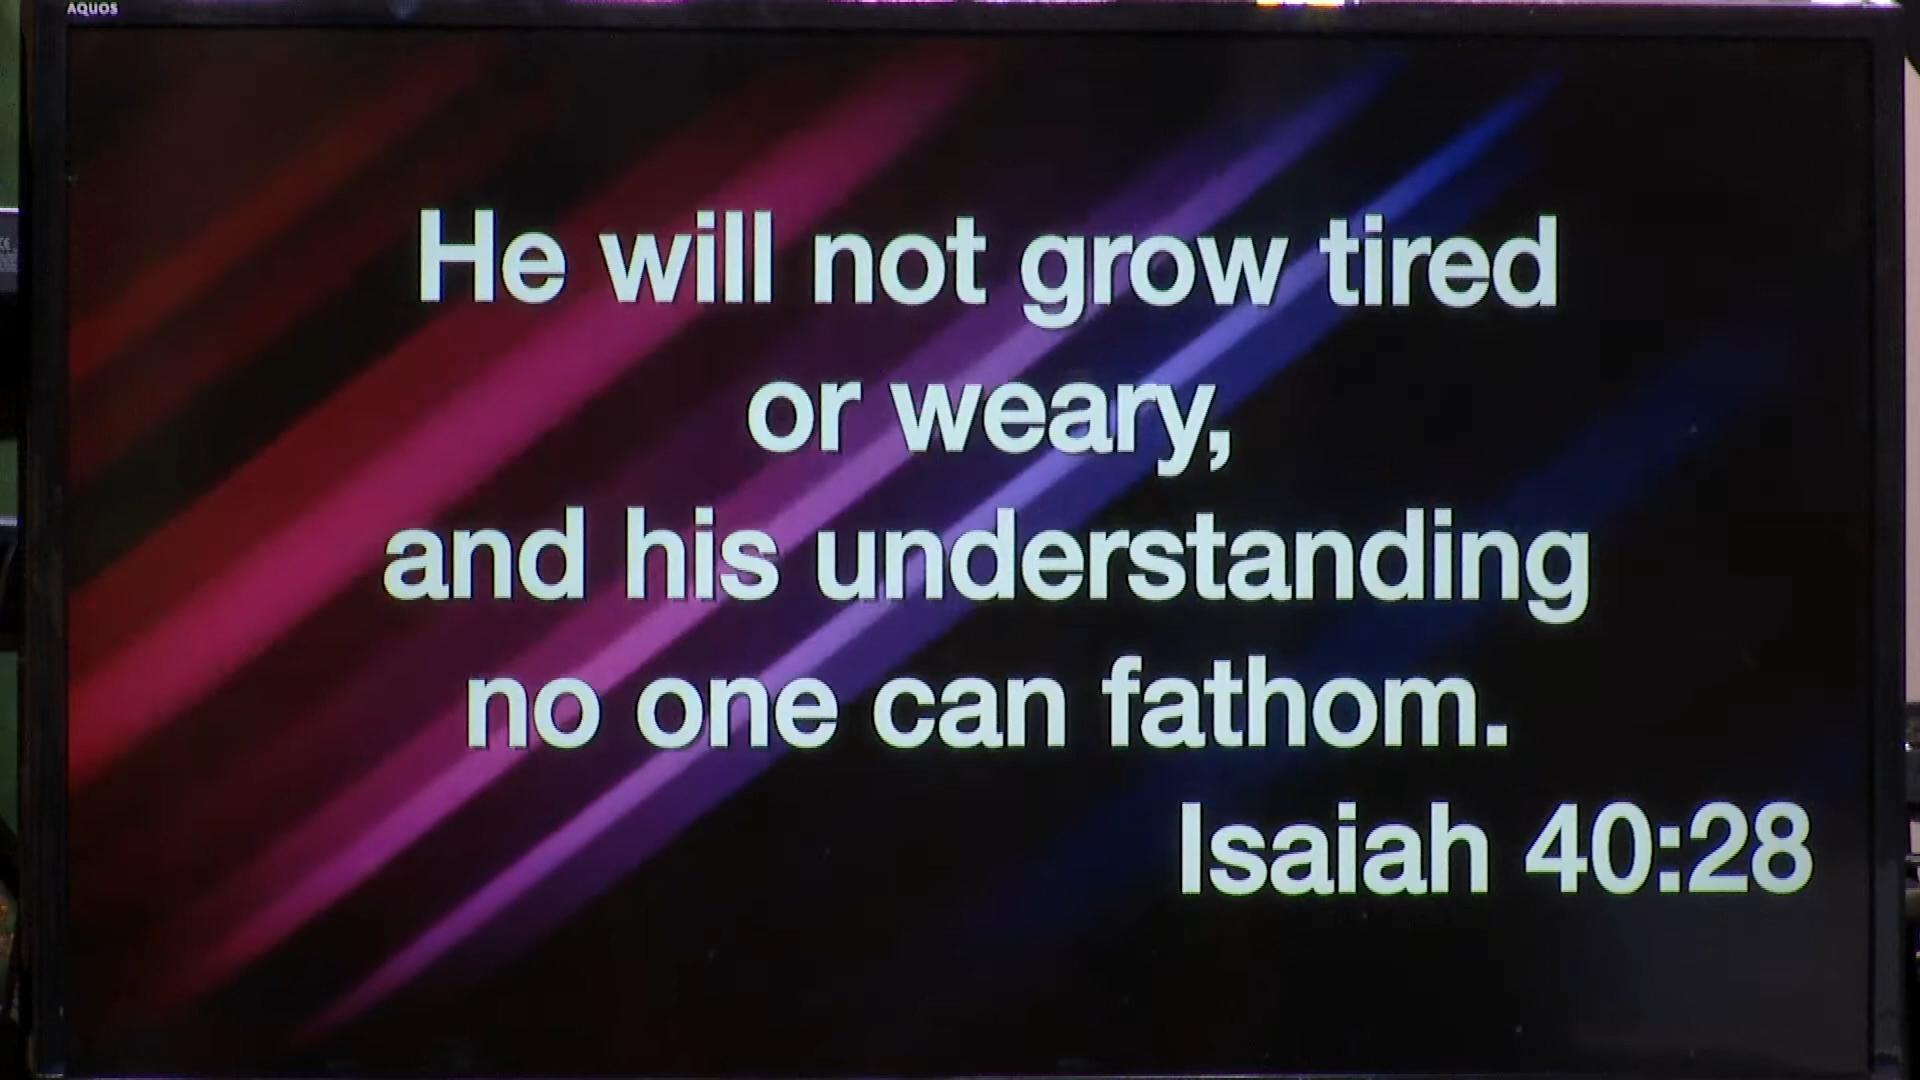 AQUOS
He will not grow tired
or weary,
and his understanding
no one can fathom.
Isaiah 40:28